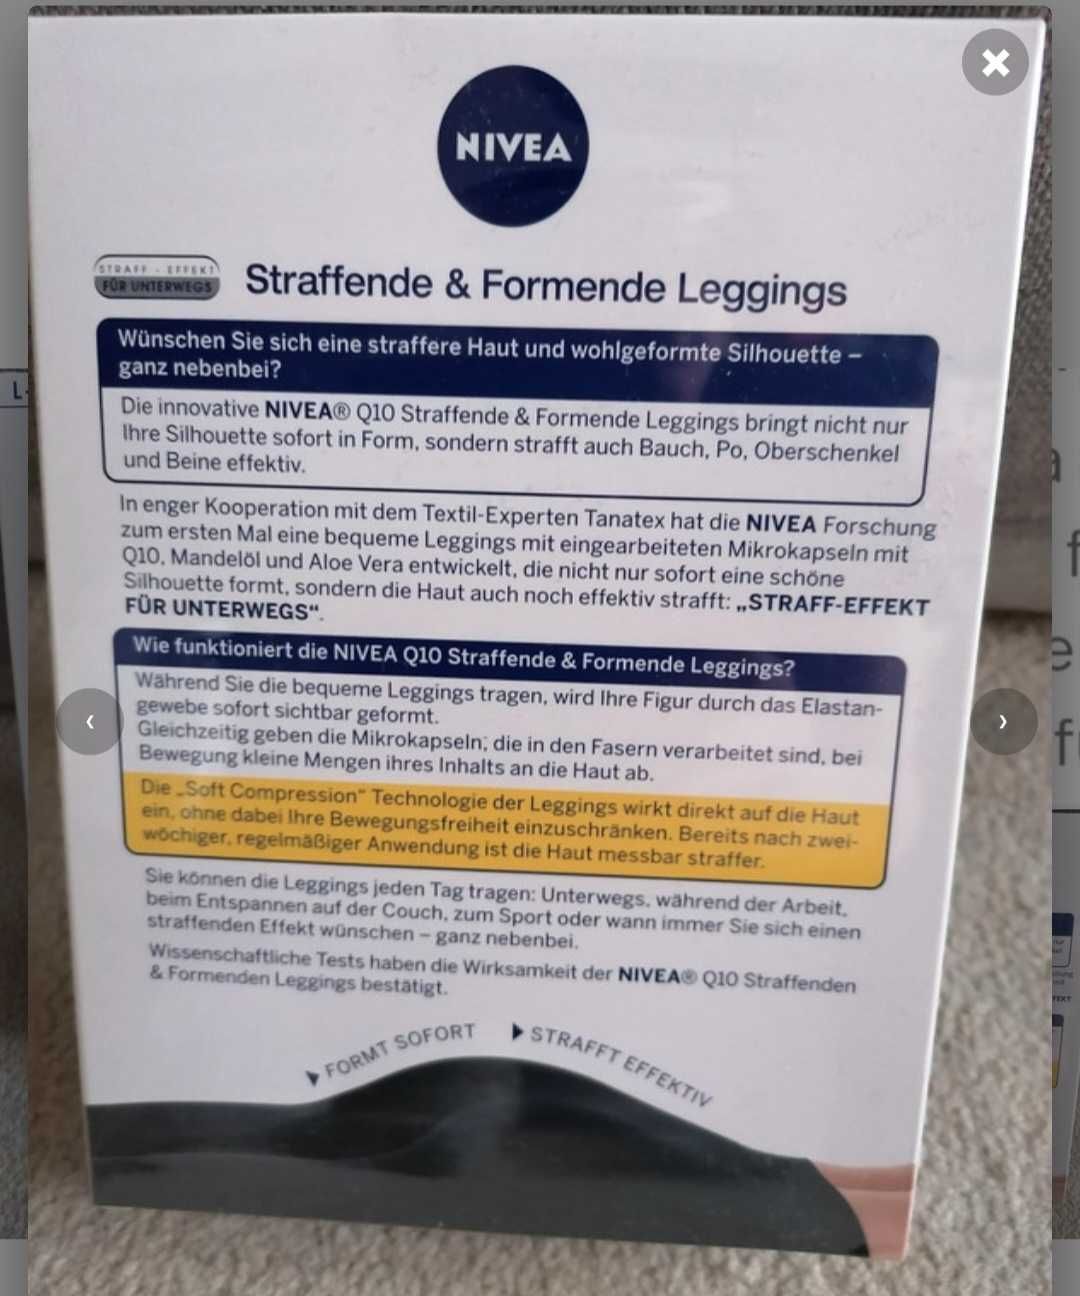 NIVEA
STRAFF - EFFEKT
FÜR UNTERWEGS
Straffende & Formende Leggings
Wünschen Sie sich eine straffere Haut und wohlgeformte Silhouette –
ganz nebenbei?
Die innovative NIVEA® Q10 Straffende & Formende Leggings bringt nicht nur
Ihre Silhouette sofort in Form, sondern strafft auch Bauch, Po, Oberschenkel
und Beine effektiv.
In enger Kooperation mit dem Textil-Experten Tanatex hat die NIVEA Forschung
zum ersten Mal eine bequeme Leggings mit eingearbeiteten Mikrokapseln mit
Q10, Mandelöl und Aloe Vera entwickelt, die nicht nur sofort eine schöne
Silhouette formt, sondern die Haut auch noch effektiv strafft: „STRAFF-EFFEKT
FÜR UNTERWEGS“.
Wie funktioniert die NIVEA Q10 Straffende & Formende Leggings?
Während Sie die bequeme Leggings tragen, wird Ihre Figur durch das Elastan-
gewebe sofort sichtbar geformt.
Gleichzeitig geben die Mikrokapseln, die in den Fasern verarbeitet sind, bei
Bewegung kleine Mengen ihres Inhalts an die Haut ab.
Die „Soft Compression“ Technologie der Leggings wirkt direkt auf die Haut
ein, ohne dabei Ihre Bewegungsfreiheit einzuschränken. Bereits nach zwei-
wöchiger, regelmäßiger Anwendung ist die Haut messbar straffer.
Sie können die Leggings jeden Tag tragen: Unterwegs, während der Arbeit,
beim Entspannen auf der Couch, zum Sport oder wann immer Sie sich einen
straffenden Effekt wünschen – ganz nebenbei.
Wissenschaftliche Tests haben die Wirksamkeit der NIVEA® Q10 Straffenden
& Formenden Leggings bestätigt.
FORMT SOFORT
STRAFFT EFFEKTIV